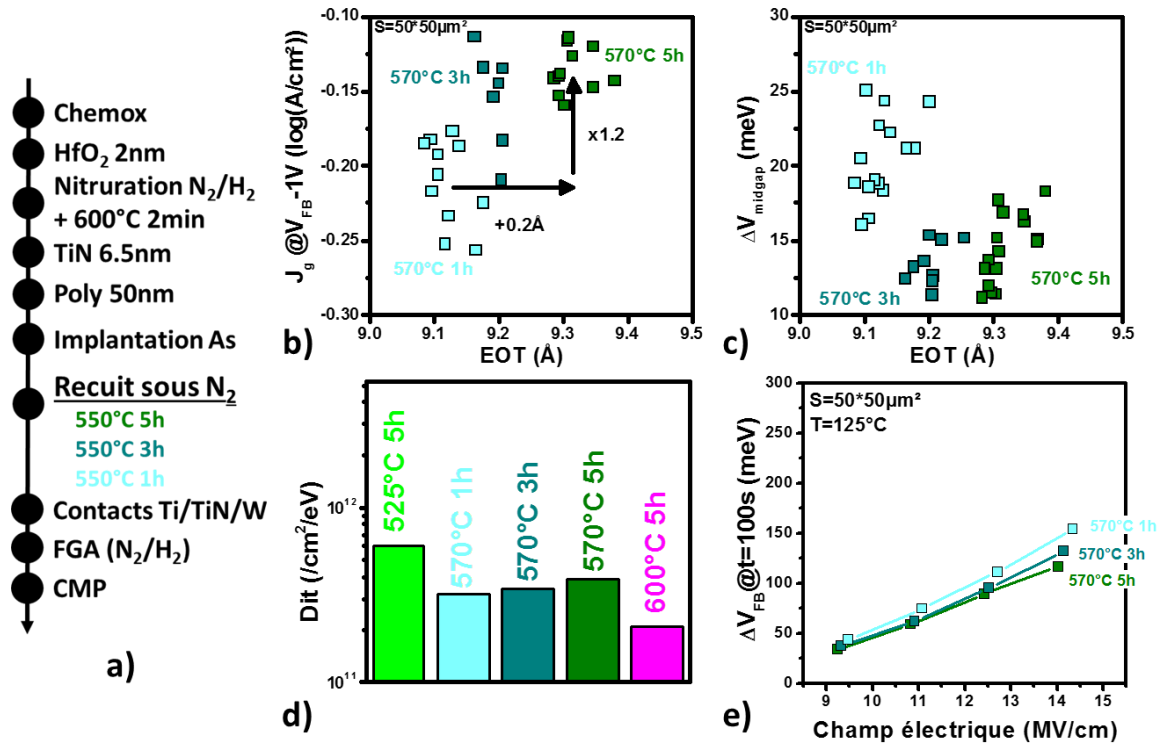 Chemox
HfO₂ 2nm
Nitruration N₂/H₂
+ 600°C 2min
TiN 6.5nm
Poly 50nm
Implantation As
Recuit sous N₂
550°C 5h
550°C 3h
550°C 1h
Contacts Ti/TiN/W
FGA (N₂/H₂)
CMP
a)
S=50*50µm²
570°C 3h
570°C 5h
x1.2
+0.2Å
570°C 1h
-0.10
-0.15
-0.20
-0.25
-0.30
J_g @V_FB-1V (log(A/cm²))
9.0 9.1 9.2 9.3 9.4 9.5
EOT (Å)
b)
S=50*50µm²
570°C 1h
570°C 3h
570°C 5h
30
25
20
15
10
ΔV_midgap (meV)
9.0 9.1 9.2 9.3 9.4 9.5
EOT (Å)
c)
Dit (/cm²/eV)
10¹²
10¹¹
525°C 5h
570°C 1h
570°C 3h
570°C 5h
600°C 5h
d)
S=50*50µm²
T=125°C
570°C 1h
570°C 3h
570°C 5h
300
250
200
150
100
50
0
ΔV_FB@t=100s (meV)
9 10 11 12 13 14 15
Champ électrique (MV/cm)
e)